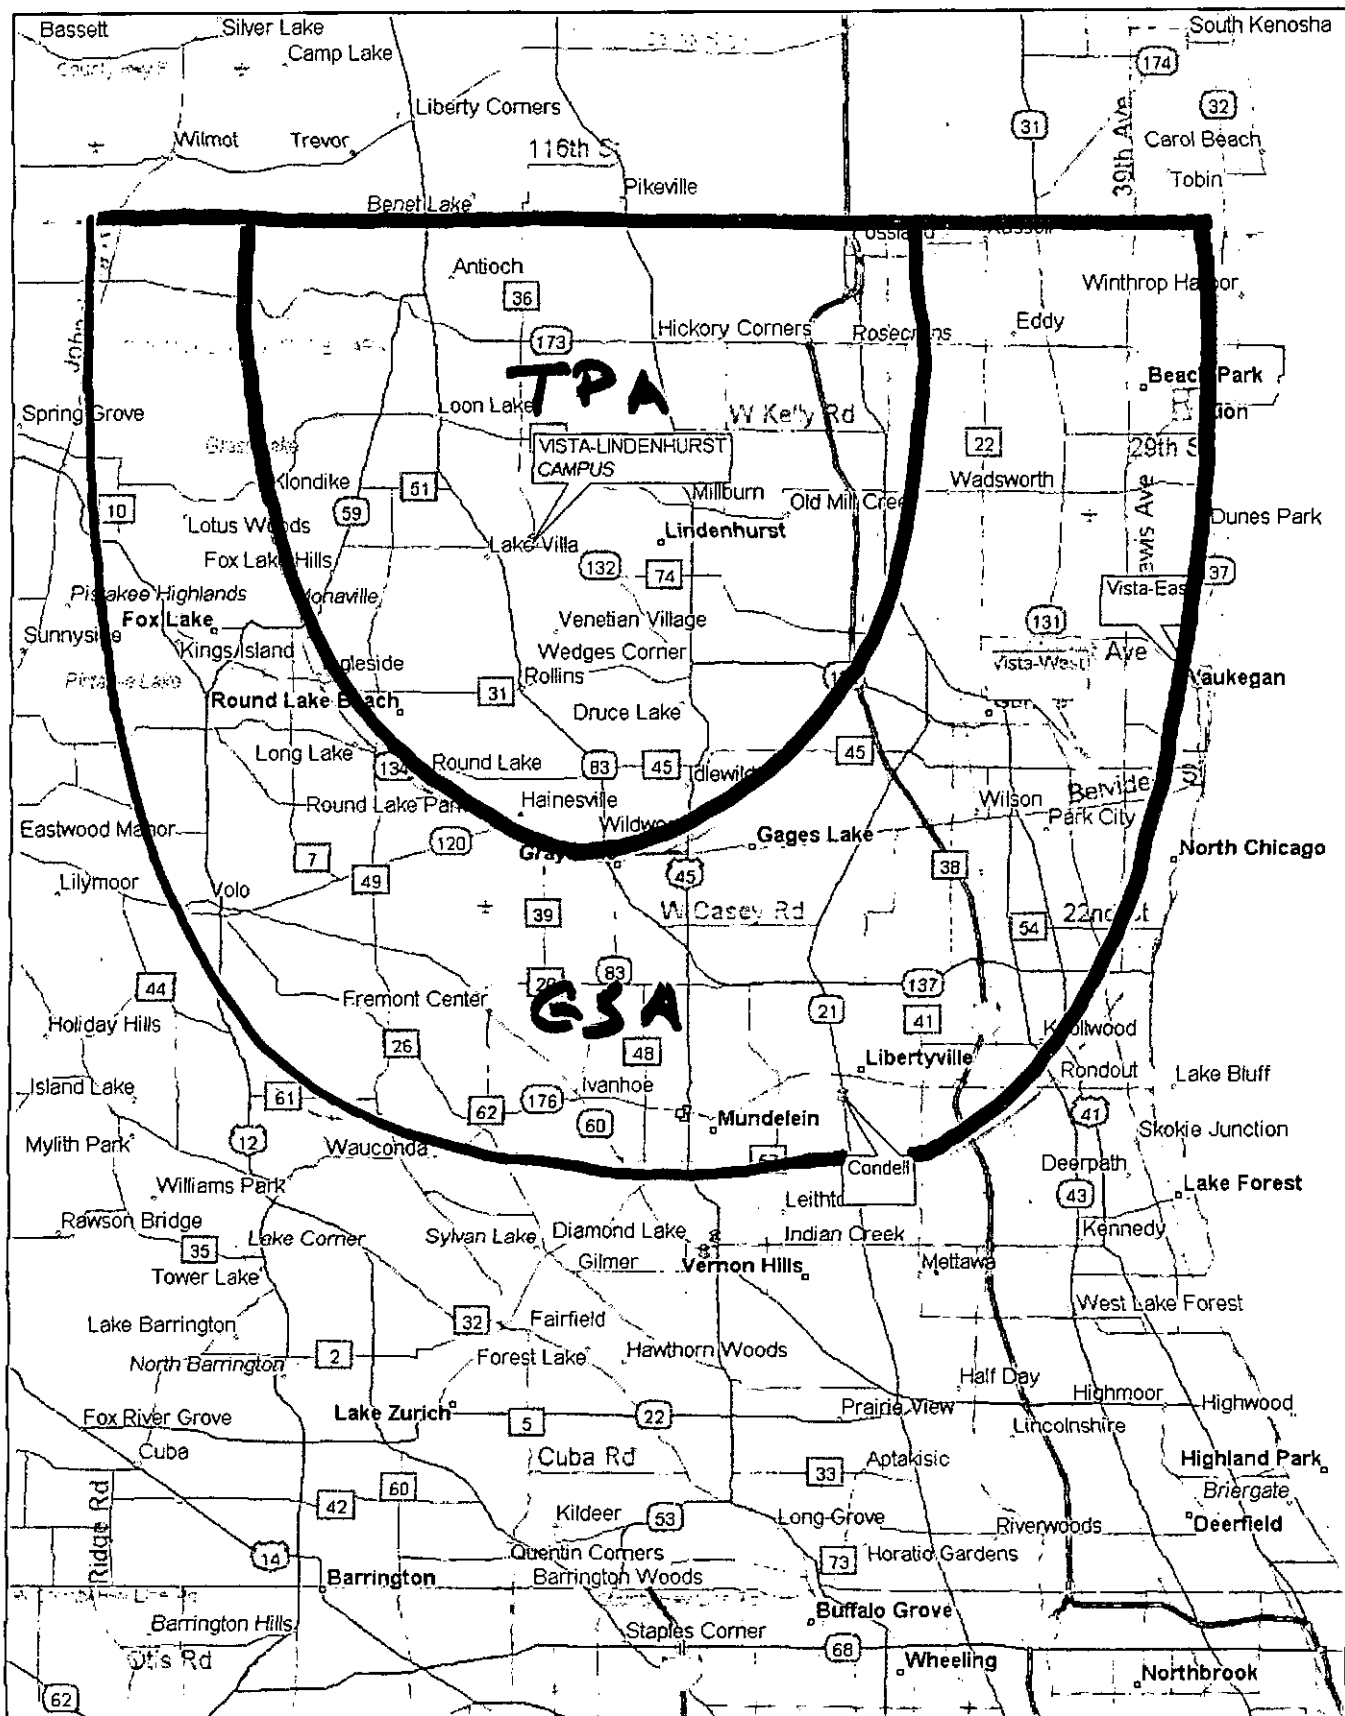 Bassett
Silver Lake
South Kenosha
Camp Lake
174
Liberty Corners
32
31
39th Ave
Wilmot
Trevor
116th St
Carol Beach
Tobin
Pikeville
Benet Lake
Antioch
36
Winthrop Harbor
Hickory Corners
Rosecrans
Eddy
173
TPA
Beach Park
Spring Grove
Loon Lake
W Kelly Rd
VISTA-LINDENHURST
CAMPUS
22
29th S
Klondike
51
Millburn
Wadsworth
10
59
Lotus Woods
Old Mill Cree
Lindenhurst
Dunes Park
Fox Lake Hills
Lake Villa
132
74
37
Vista-Eas
Pistakee Highlands
Monaville
Fox Lake
Venetian Village
131
Sunnyside
Kings Island
Wedges Corner
Vista-West
Ave
Rollins
31
Waukegan
Round Lake Beach
Druce Lake
Long Lake
134
Round Lake
83
45
45
Round Lake Park
Hainesville
Wilson
Belvide
Eastwood Manor
Park City
120
Gages Lake
North Chicago
7
49
38
Lilymoor
Volo
45
39
W Casey Rd
54
22nd St
83
44
Fremont Center
GSA
137
21
41
Holiday Hills
26
48
Knollwood
Libertyville
Island Lake
61
Ivanhoe
Rondout
Lake Bluff
62
176
60
Mundelein
41
12
Mylith Park
Wauconda
Skokie Junction
Condell
Deerpath
Williams Park
43
Lake Forest
Rawson Bridge
35
Lake Corner
Sylvan Lake
Diamond Lake
Indian Creek
Kennedy
Tower Lake
Gilmer
Vernon Hills
Mettawa
West Lake Forest
Lake Barrington
32
Fairfield
North Barrington
2
Forest Lake
Hawthorn Woods
Half Day
Highmoor
Highwood
Fox River Grove
Lake Zurich
5
22
Prairie View
Lincolnshire
Cuba
Cuba Rd
33
Aptakisic
Highland Park
Ridge Rd
42
60
Kildeer
53
Long Grove
Briergate
Riverwoods
Deerfield
14
Quentin Corners
73
Horatio Gardens
Barrington
Barrington Woods
Buffalo Grove
Barrington Hills
Staples Corner
68
Otis Rd
Wheeling
Northbrook
62